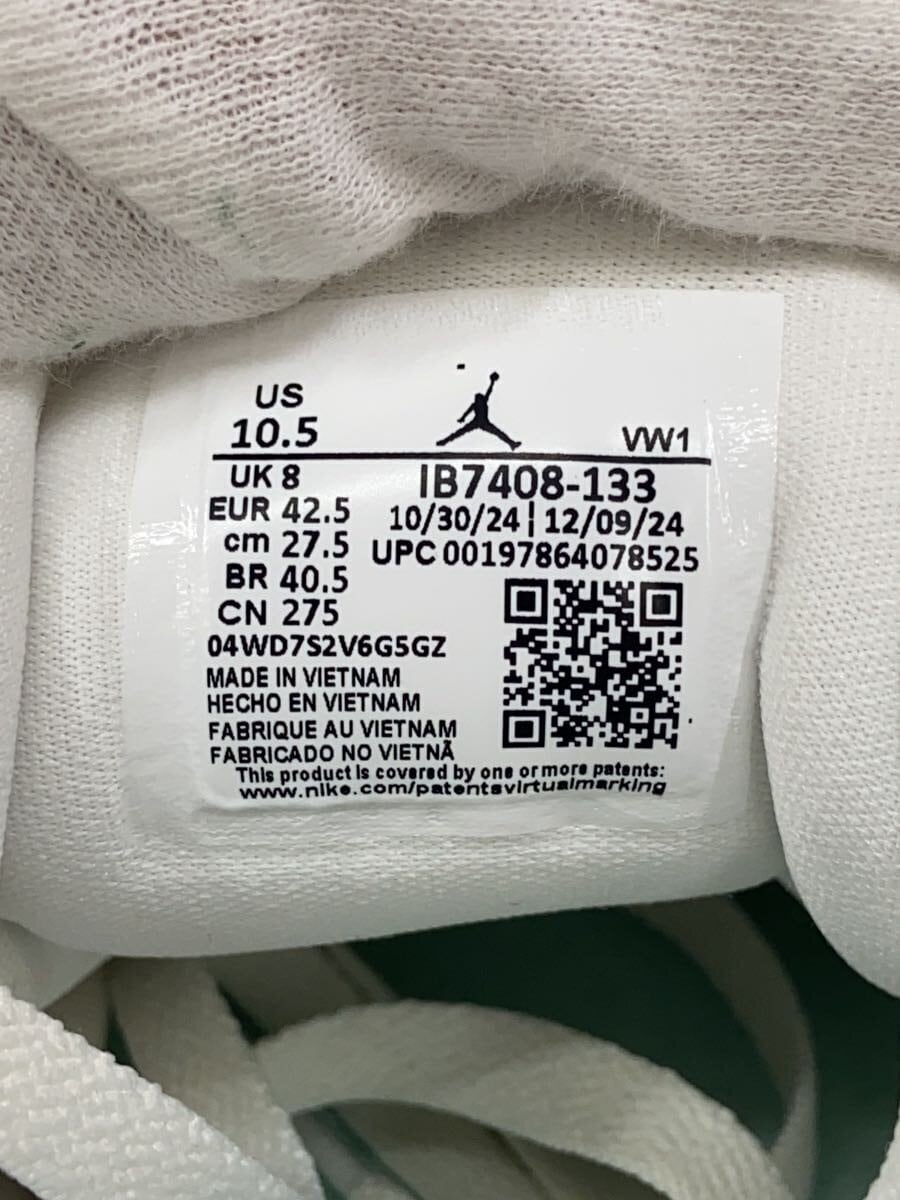 US
10.5
VW1
UK 8
IB7408-133
EUR 42.5
10/30/24 | 12/09/24
cm 27.5
UPC 00197864078525
BR 40.5
CN 275
04WD7S2V6G5GZ
MADE IN VIETNAM
HECHO EN VIETNAM
FABRIQUE AU VIETNAM
FABRICADO NO VIETNÃ
This product is covered by one or more patents:
www.nike.com/patentsvirtualmarking